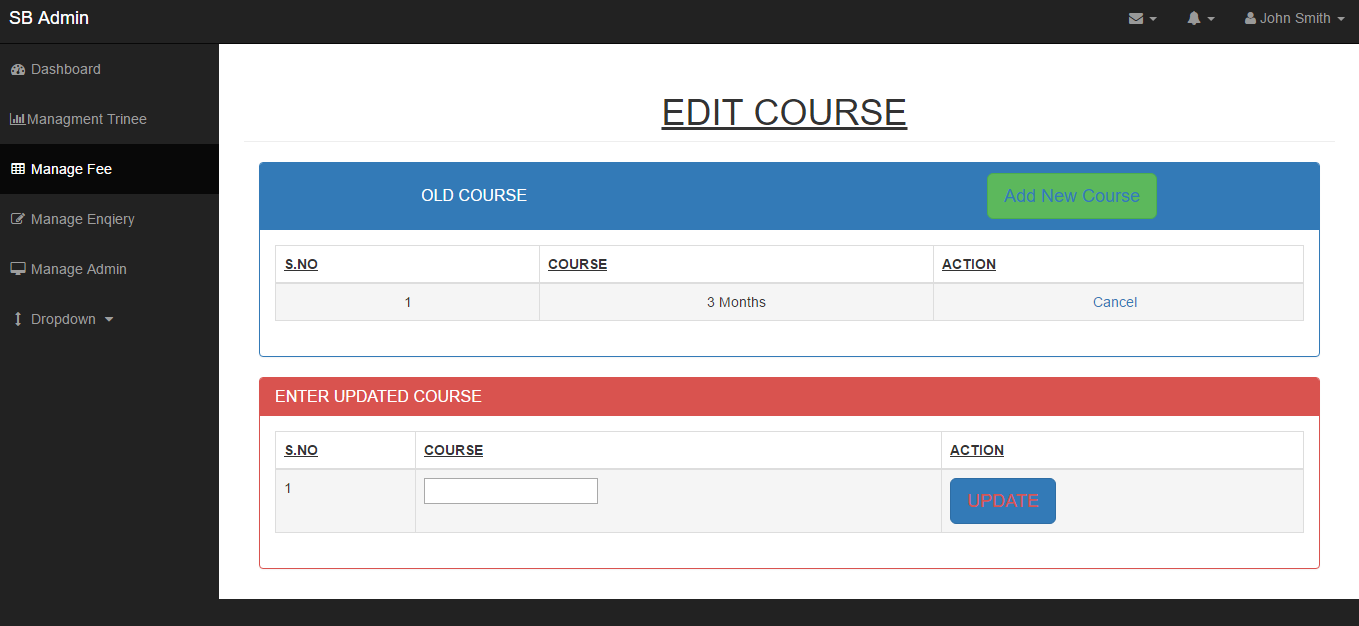 SB Admin
John Smith
Dashboard
Managment Trinee
Manage Fee
Manage Enqiery
Manage Admin
Dropdown
EDIT COURSE
OLD COURSE
Add New Course
S.NO COURSE ACTION
1 3 Months Cancel
ENTER UPDATED COURSE
S.NO COURSE ACTION
1 UPDATE